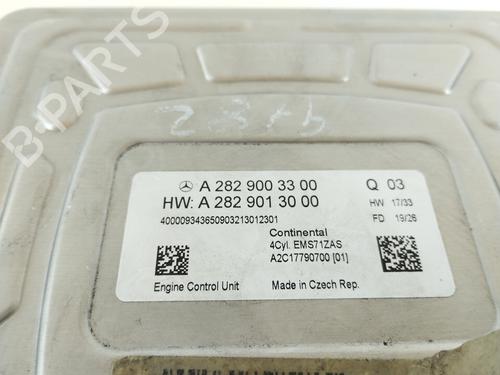 A 282 900 33 00 Q 03
HW: A 282 901 30 00 HW 17/33
400009343650903213012301 FD 19/26
Continental
4Cyl. EMS71ZAS
A2C17790700 [01]
Engine Control Unit Made in Czech Rep.
B-PARTS